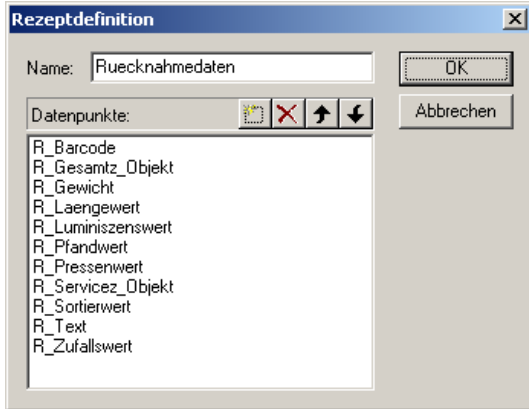 Rezeptdefinition
Name: Ruecknahmedaten
OK
Datenpunkte:
Abbrechen
R_Barcode
R_Gesamtz_Objekt
R_Gewicht
R_Laengewert
R_Luminiszenswert
R_Pfandwert
R_Pressenwert
R_Servicez_Objekt
R_Sortierwert
R_Text
R_Zufallswert